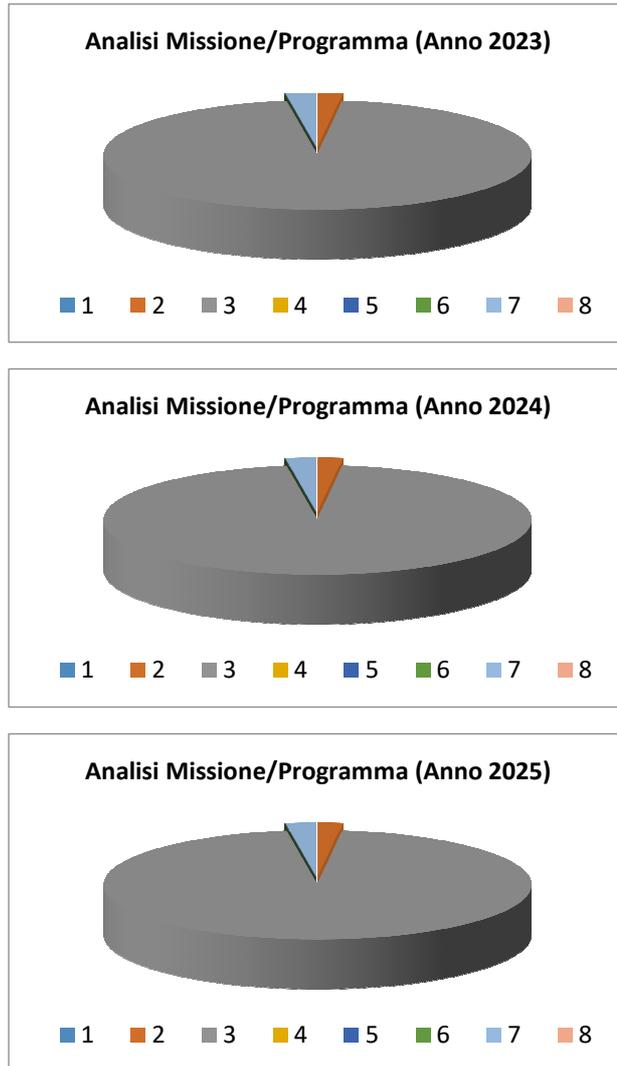 Analisi Missione/Programma (Anno 2023)
1 2 3 4 5 6 7 8
Analisi Missione/Programma (Anno 2024)
1 2 3 4 5 6 7 8
Analisi Missione/Programma (Anno 2025)
1 2 3 4 5 6 7 8